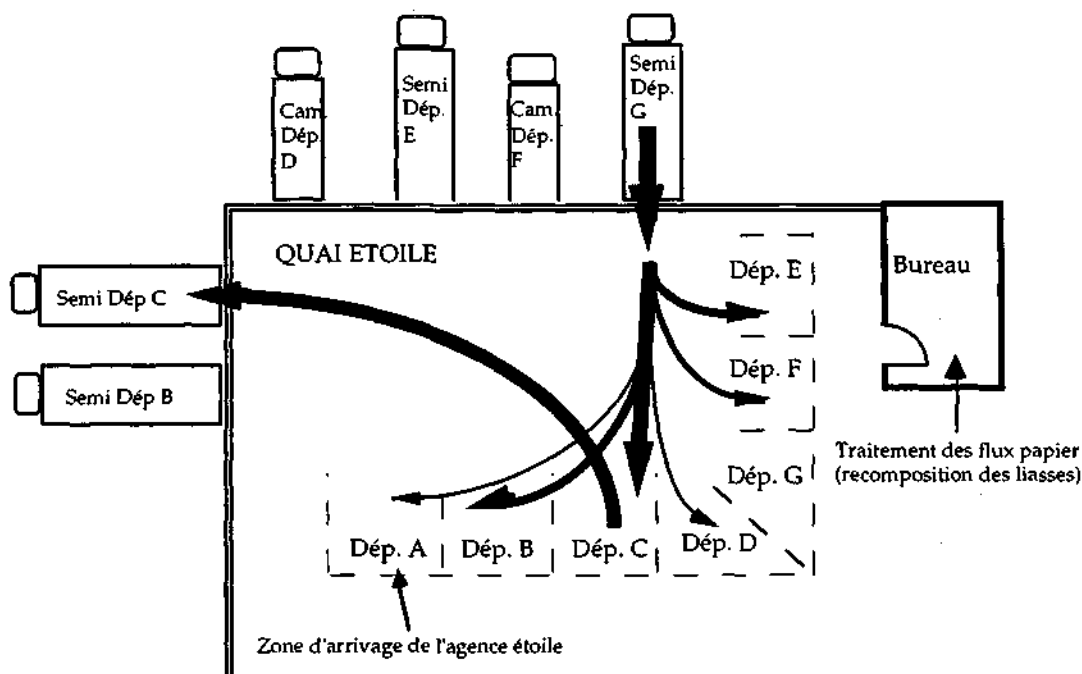 Cam.
Dép.
D
Semi
Dép.
E
Cam.
Dép.
F
Semi
Dép.
G
QUAI ETOILE
Dép. E
Bureau
Semi Dép C
Dép. F
Semi Dép B
Traitement des flux papier
(recomposition des liasses)
Dép. G
Dép. A
Dép. B
Dép. C
Dép. D
Zone d'arrivage de l'agence étoile